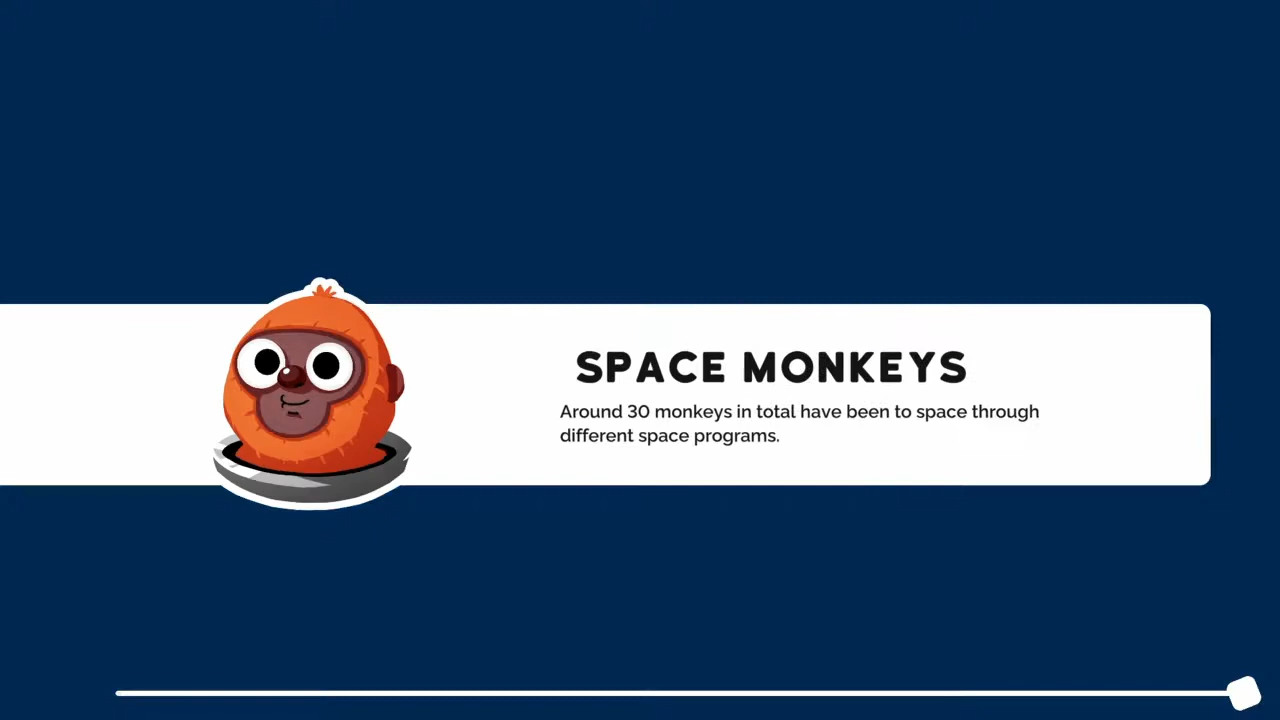 SPACE MONKEYS
Around 30 monkeys in total have been to space through
different space programs.